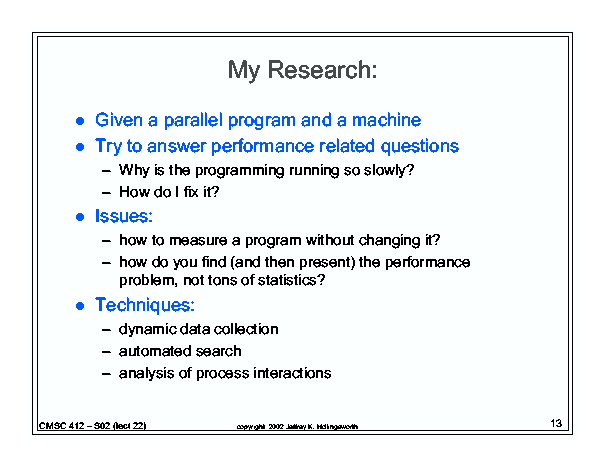 My Research:
● Given a parallel program and a machine
● Try to answer performance related questions
– Why is the programming running so slowly?
– How do I fix it?
● Issues:
– how to measure a program without changing it?
– how do you find (and then present) the performance
problem, not tons of statistics?
● Techniques:
– dynamic data collection
– automated search
– analysis of process interactions
CMSC 412 – S02 (lect 22)
copyright 2002 Jeffrey K. Hollingsworth
13